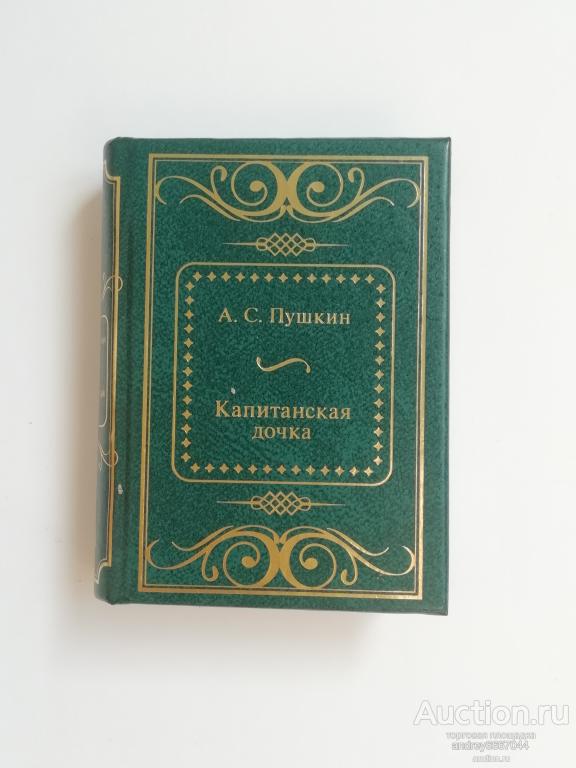 А. С. Пушкин
Капитанская
дочка
Auction.ru
торговая площадка
andrey6667044
auction.ru